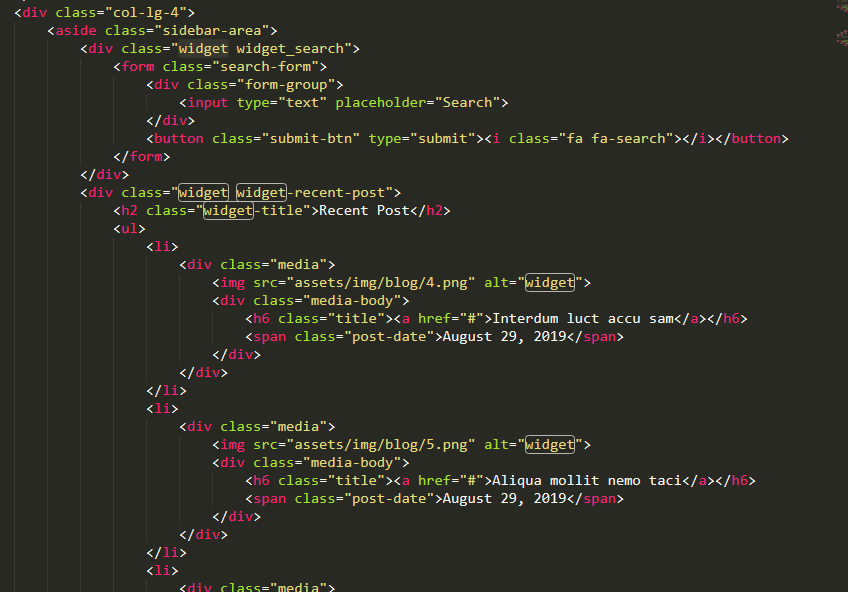 <div class="col-lg-4">
<aside class="sidebar-area">
<div class="widget widget_search">
<form class="search-form">
<div class="form-group">
<input type="text" placeholder="Search">
</div>
<button class="submit-btn" type="submit"><i class="fa fa-search"></i></button>
</form>
</div>
<div class="widget widget-recent-post">
<h2 class="widget-title">Recent Post</h2>
<ul>
<li>
<div class="media">
<img src="assets/img/blog/4.png" alt="widget">
<div class="media-body">
<h6 class="title"><a href="#">Interdum luct accu sam</a></h6>
<span class="post-date">August 29, 2019</span>
</div>
</div>
</li>
<li>
<div class="media">
<img src="assets/img/blog/5.png" alt="widget">
<div class="media-body">
<h6 class="title"><a href="#">Aliqua mollit nemo taci</a></h6>
<span class="post-date">August 29, 2019</span>
</div>
</div>
</li>
<li>
<div class="media">